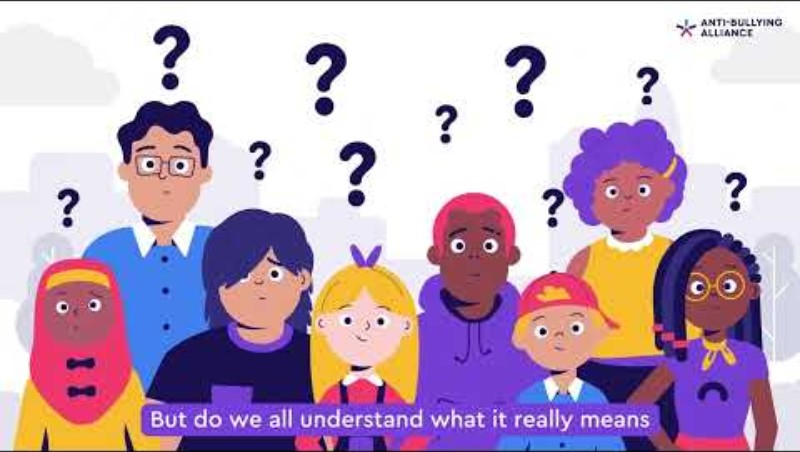 ANTI-BULLYING
ALLIANCE
? ? ? ? ? ? ? ? ?
But do we all understand what it really means